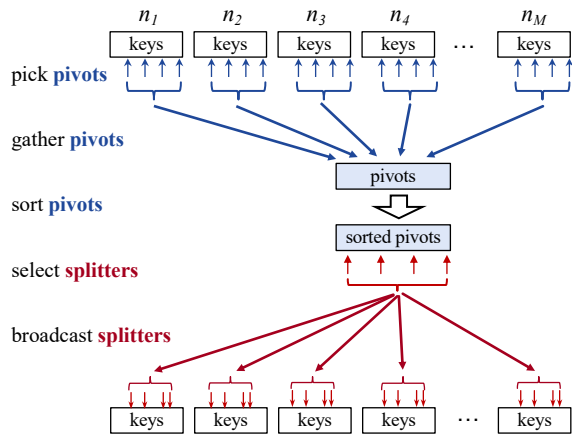 n1 n2 n3 n4 nM
keys keys keys keys ... keys
pick pivots
gather pivots
pivots
sort pivots
sorted pivots
select splitters
broadcast splitters
keys keys keys keys ... keys